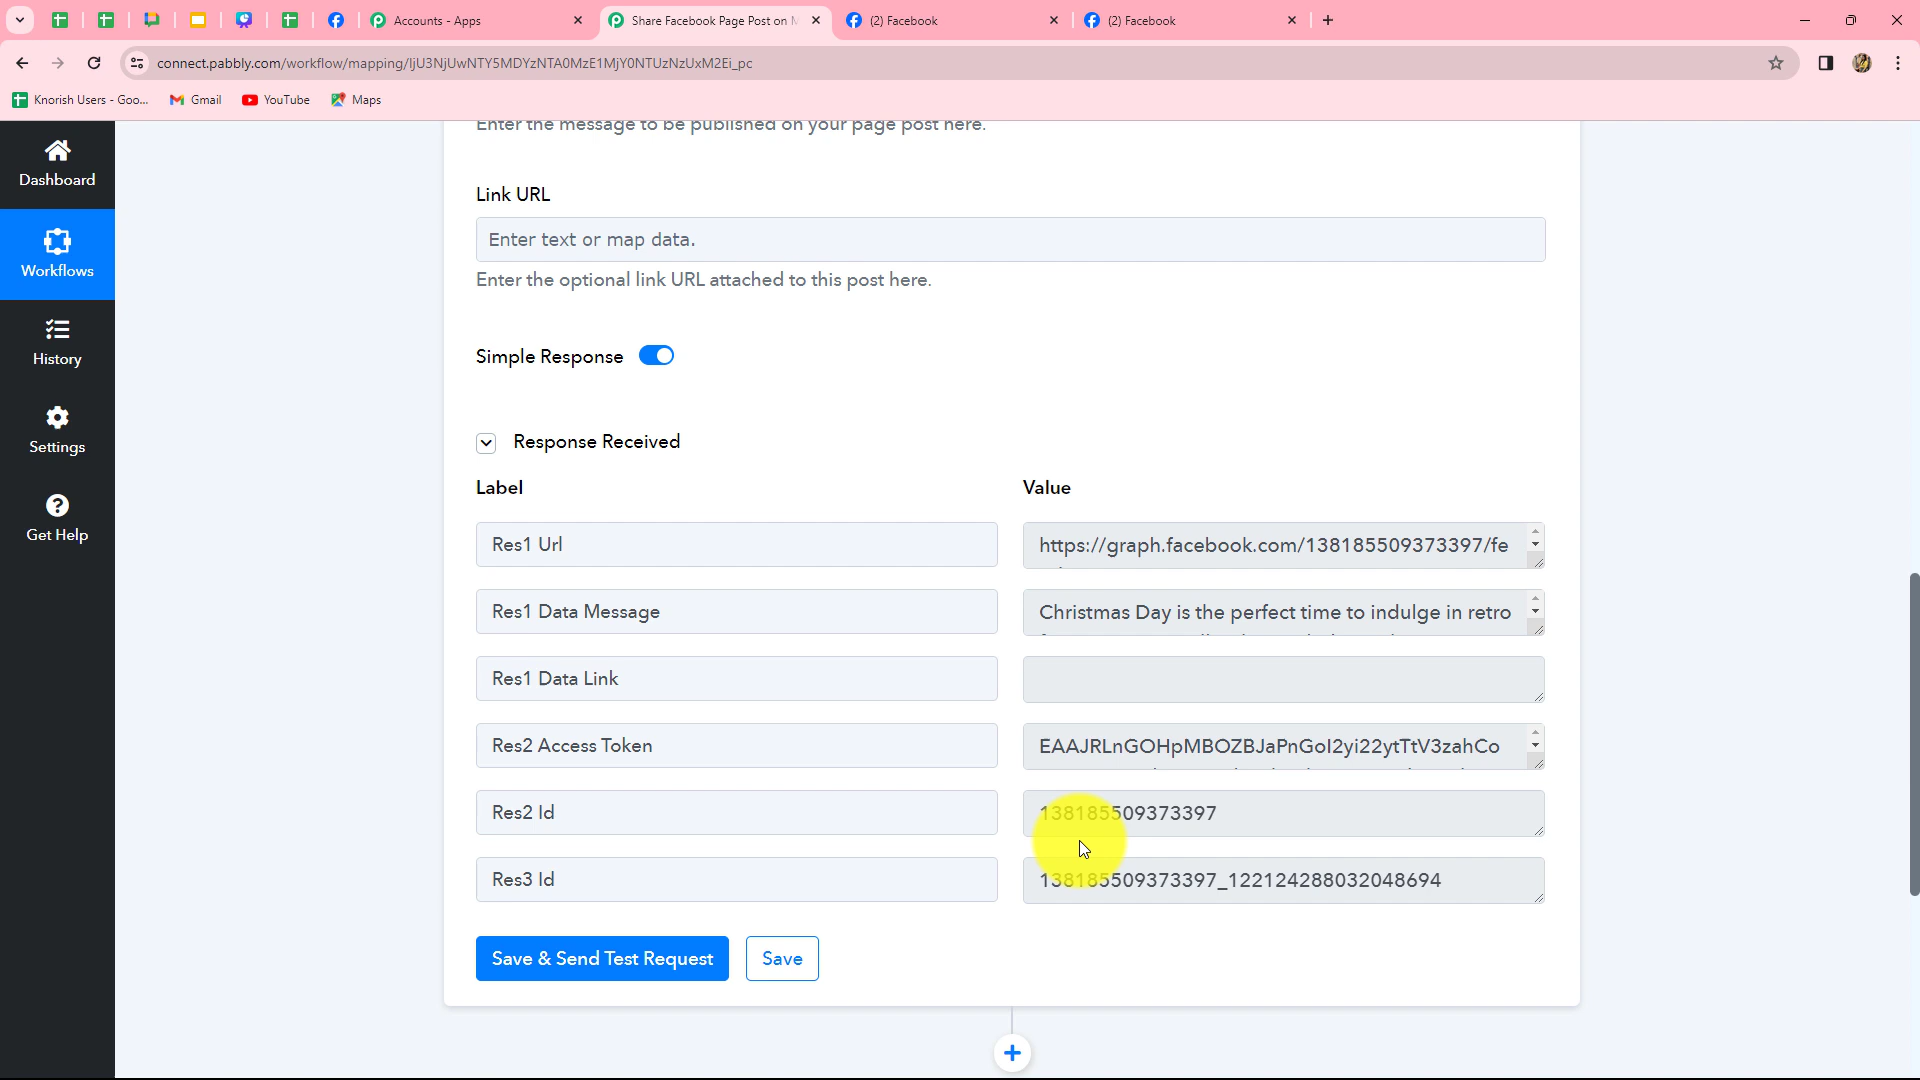 Accounts - Apps
Share Facebook Page Post on
(2) Facebook
(2) Facebook
connect.pabbly.com/workflow/mapping/IjU3NjUwNTY5MDYzNTA0MzE1MjY0NTUzNzUxM2Ei_pc
Knorish Users - Goo...
Gmail
YouTube
Maps
Dashboard
Workflows
History
Settings
Get Help
Enter the message to be published on your page post here.
Link URL
Enter text or map data.
Enter the optional link URL attached to this post here.
Simple Response
Response Received
Label
Value
Res1 Url
https://graph.facebook.com/138185509373397/fe
Res1 Data Message
Christmas Day is the perfect time to indulge in retro
Res1 Data Link
Res2 Access Token
EAAJRLnGOHpMBOZBJaPnGol2yi22ytTtV3zahCo
Res2 Id
138185509373397
Res3 Id
138185509373397_122124288032048694
Save & Send Test Request
Save